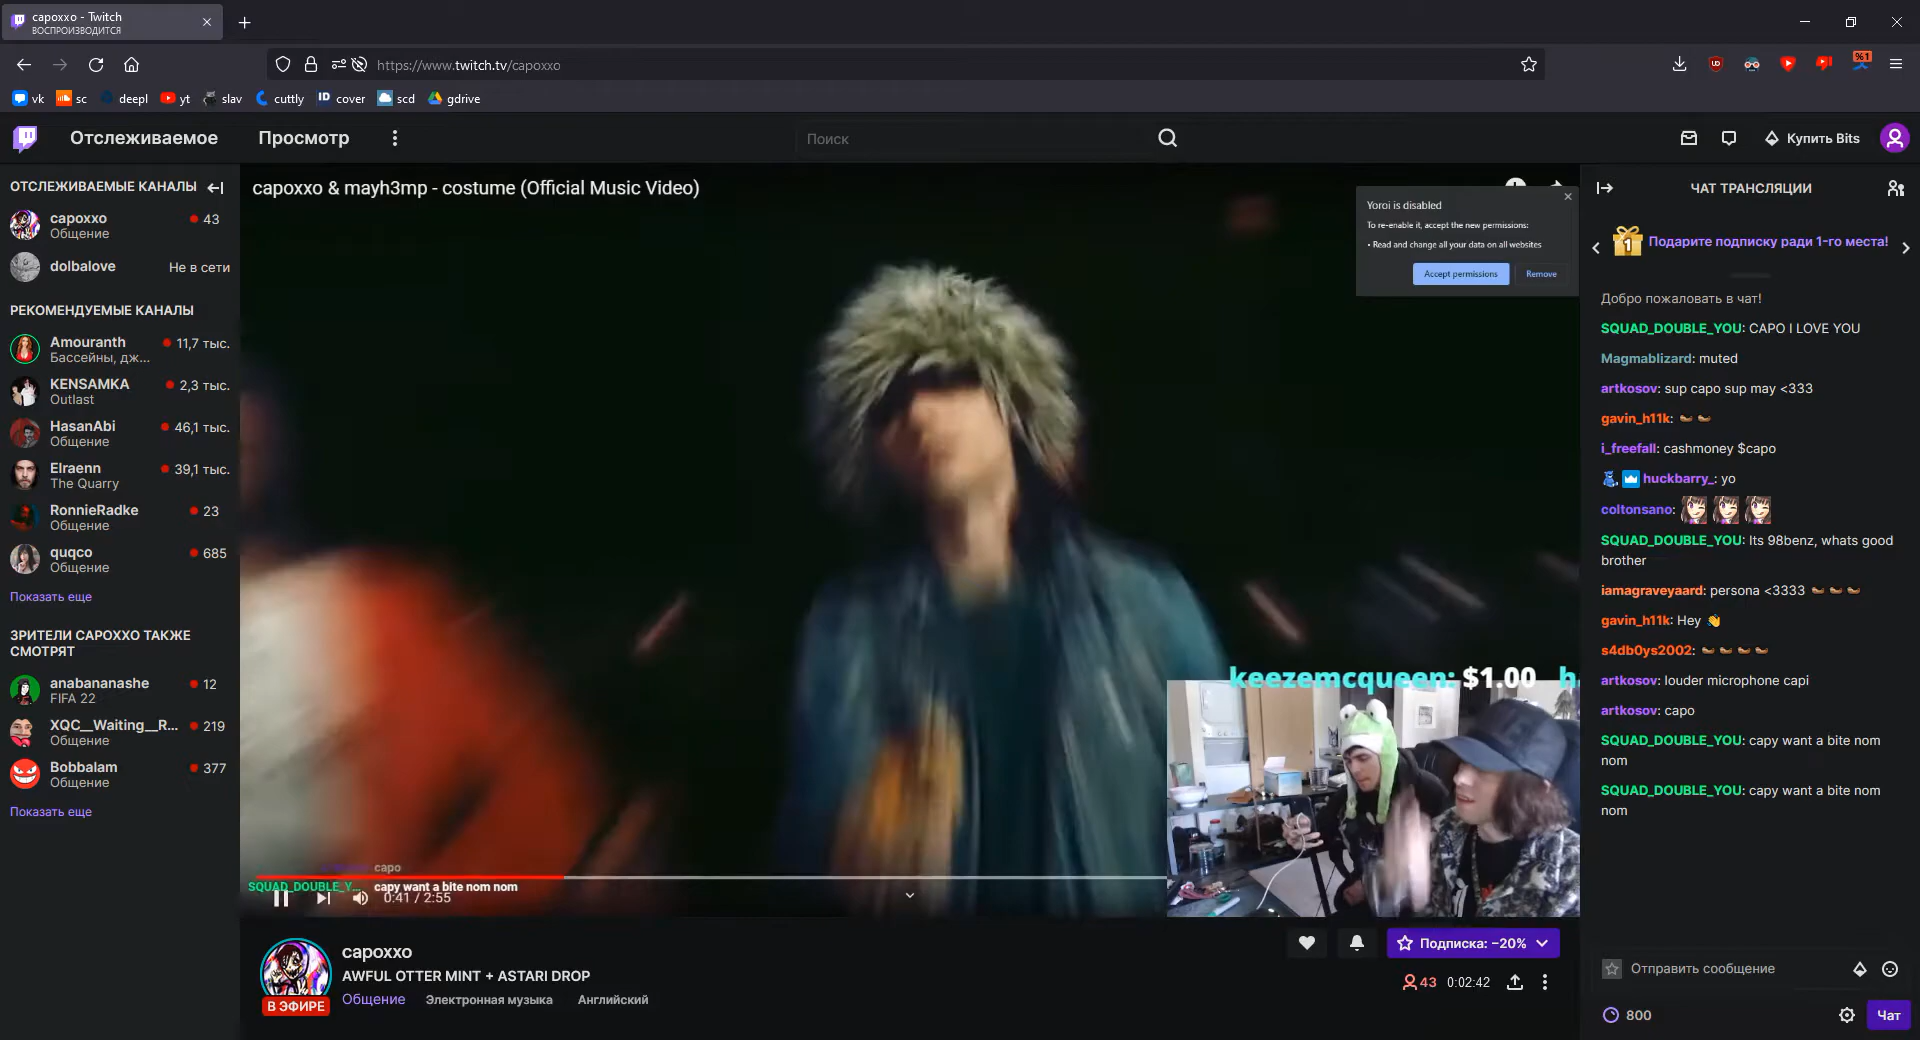 capoxxo - Twitch
ВОСПРОИЗВОДИТСЯ
https://www.twitch.tv/capoxxo
%1
vk
sc
deepl
yt
slav
cuttly
ID cover
scd
gdrive
Отслеживаемое
Просмотр
Поиск
Купить Bits
ОТСЛЕЖИВАЕМЫЕ КАНАЛЫ
capoxxo
43
Общение
dolbalove
Не в сети
РЕКОМЕНДУЕМЫЕ КАНАЛЫ
Amouranth
11,7 тыс.
Бассейны, дж...
KENSAMKA
2,3 тыс.
Outlast
HasanAbi
46,1 тыс.
Общение
Elraenn
39,1 тыс.
The Quarry
RonnieRadke
23
Общение
quqco
685
Общение
Показать еще
ЗРИТЕЛИ CAPOXXO ТАКЖЕ
СМОТРЯТ
anabananashe
12
FIFA 22
XQC__Waiting__R...
219
Общение
Bobbalam
377
Общение
Показать еще
capoxxo & mayh3mp - costume (Official Music Video)
Yoroi is disabled
To re-enable it, accept the new permissions:
• Read and change all your data on all websites
Accept permissions
Remove
keezemcqueen: $1.00 h
capo
SQUAD_DOUBLE_Y... capy want a bite nom nom
0:41 / 2:55
capoxxo
AWFUL OTTER MINT + ASTARI DROP
Общение
Электронная музыка
Английский
В ЭФИРЕ
Подписка: −20%
43
0:02:42
ЧАТ ТРАНСЛЯЦИИ
1
Подарите подписку ради 1-го места!
Добро пожаловать в чат!
SQUAD_DOUBLE_YOU: CAPO I LOVE YOU
Magmablizard: muted
artkosov: sup capo sup may <333
gavin_h11k:
i_freefall: cashmoney $capo
huckbarry_: yo
coltonsano:
SQUAD_DOUBLE_YOU: Its 98benz, whats good
brother
iamagraveyaard: persona <3333
gavin_h11k: Hey 👋
s4db0ys2002:
artkosov: louder microphone capi
artkosov: capo
SQUAD_DOUBLE_YOU: capy want a bite nom
nom
SQUAD_DOUBLE_YOU: capy want a bite nom
nom
Отправить сообщение
800
Чат